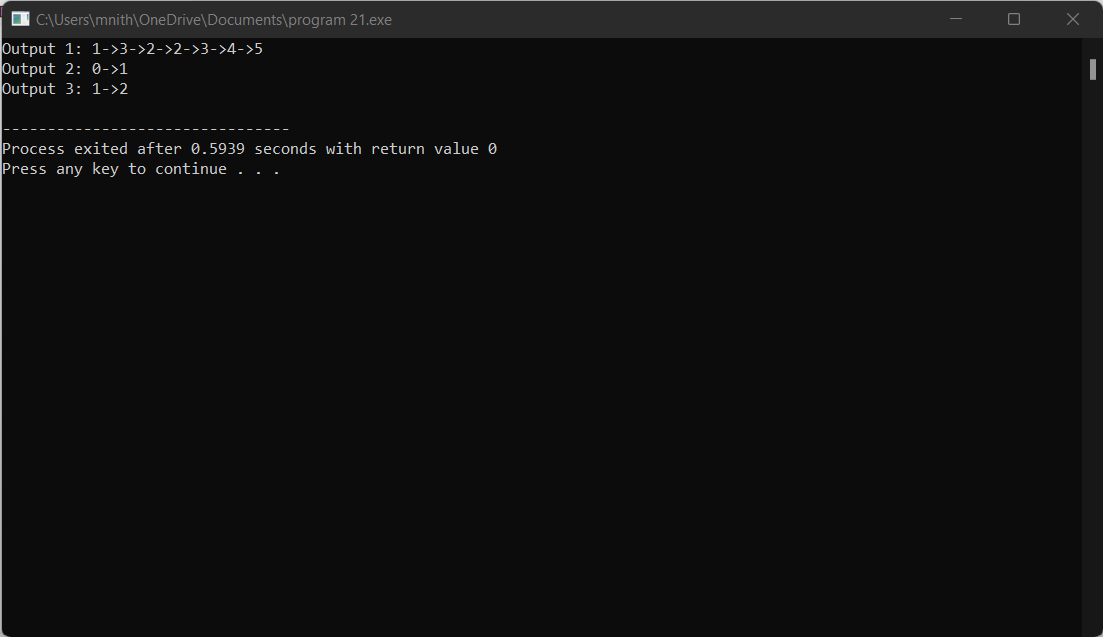 C:\Users\mnith\OneDrive\Documents\program 21.exe
Output 1: 1->3->2->2->3->4->5
Output 2: 0->1
Output 3: 1->2
--------------------------------
Process exited after 0.5939 seconds with return value 0
Press any key to continue . . .